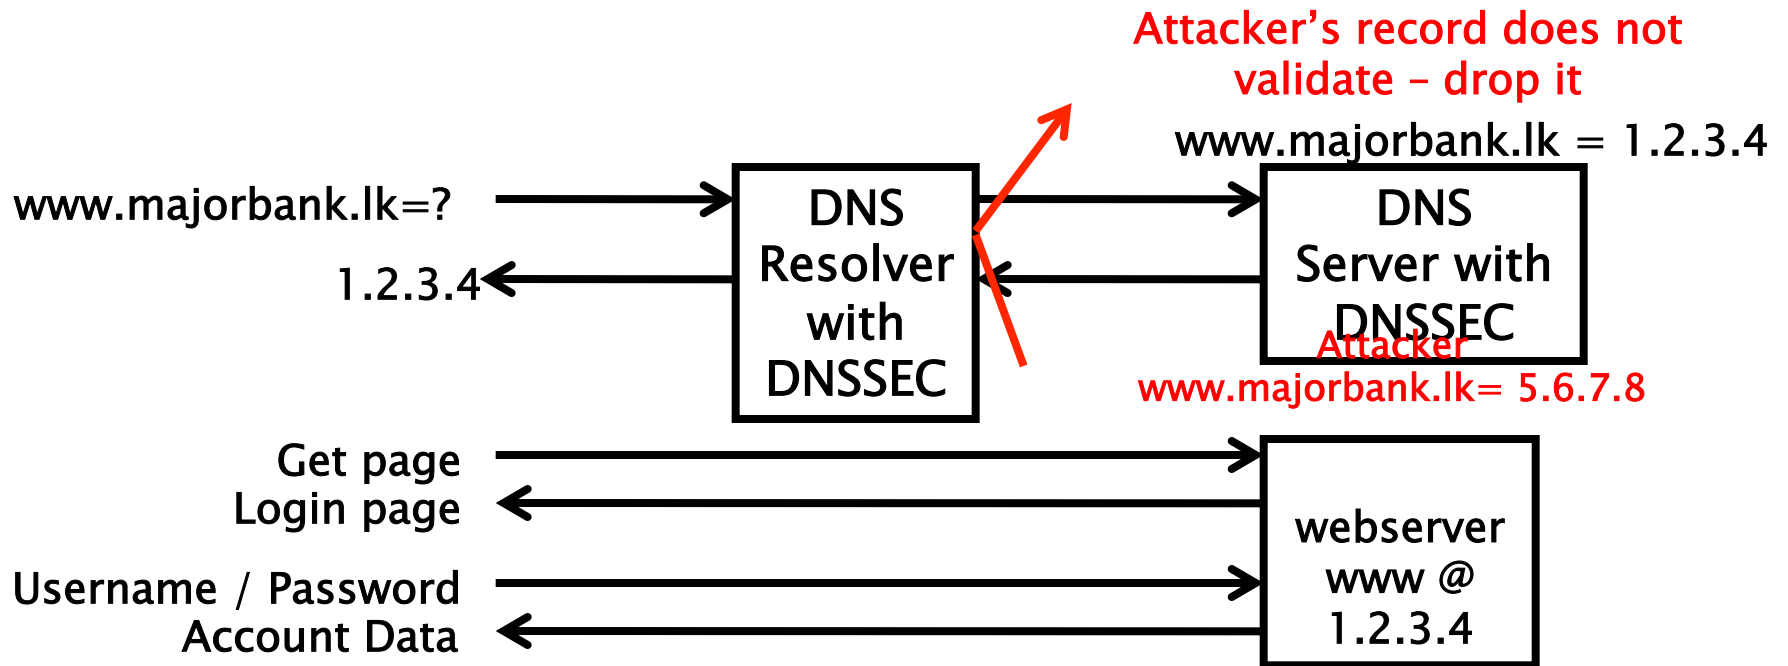 Attacker’s record does not
validate – drop it
www.majorbank.lk = 1.2.3.4
www.majorbank.lk=?
1.2.3.4
DNS
Resolver
with
DNSSEC
DNS
Server with
DNSSEC
Attacker
www.majorbank.lk= 5.6.7.8
Get page
Login page
Username / Password
Account Data
webserver
www @
1.2.3.4